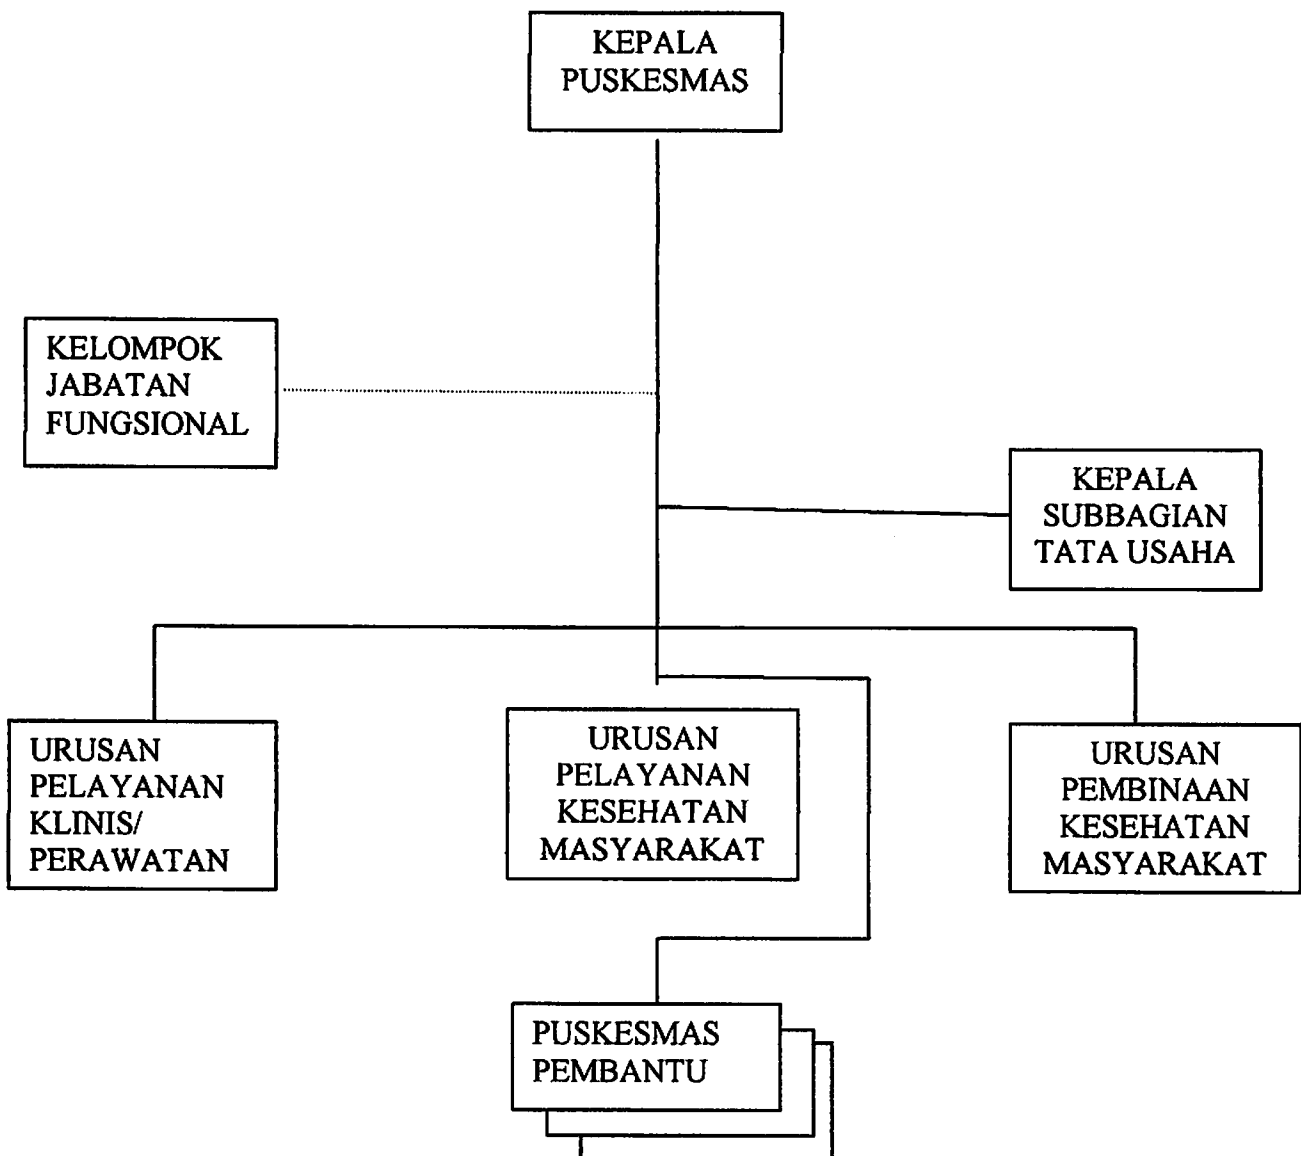 KEPALA
PUSKESMAS
KELOMPOK
JABATAN
FUNGSIONAL
KEPALA
SUBBAGIAN
TATA USAHA
URUSAN
PELAYANAN
KLINIS/
PERAWATAN
URUSAN
PELAYANAN
KESEHATAN
MASYARAKAT
URUSAN
PEMBINAAN
KESEHATAN
MASYARAKAT
PUSKESMAS
PEMBANTU